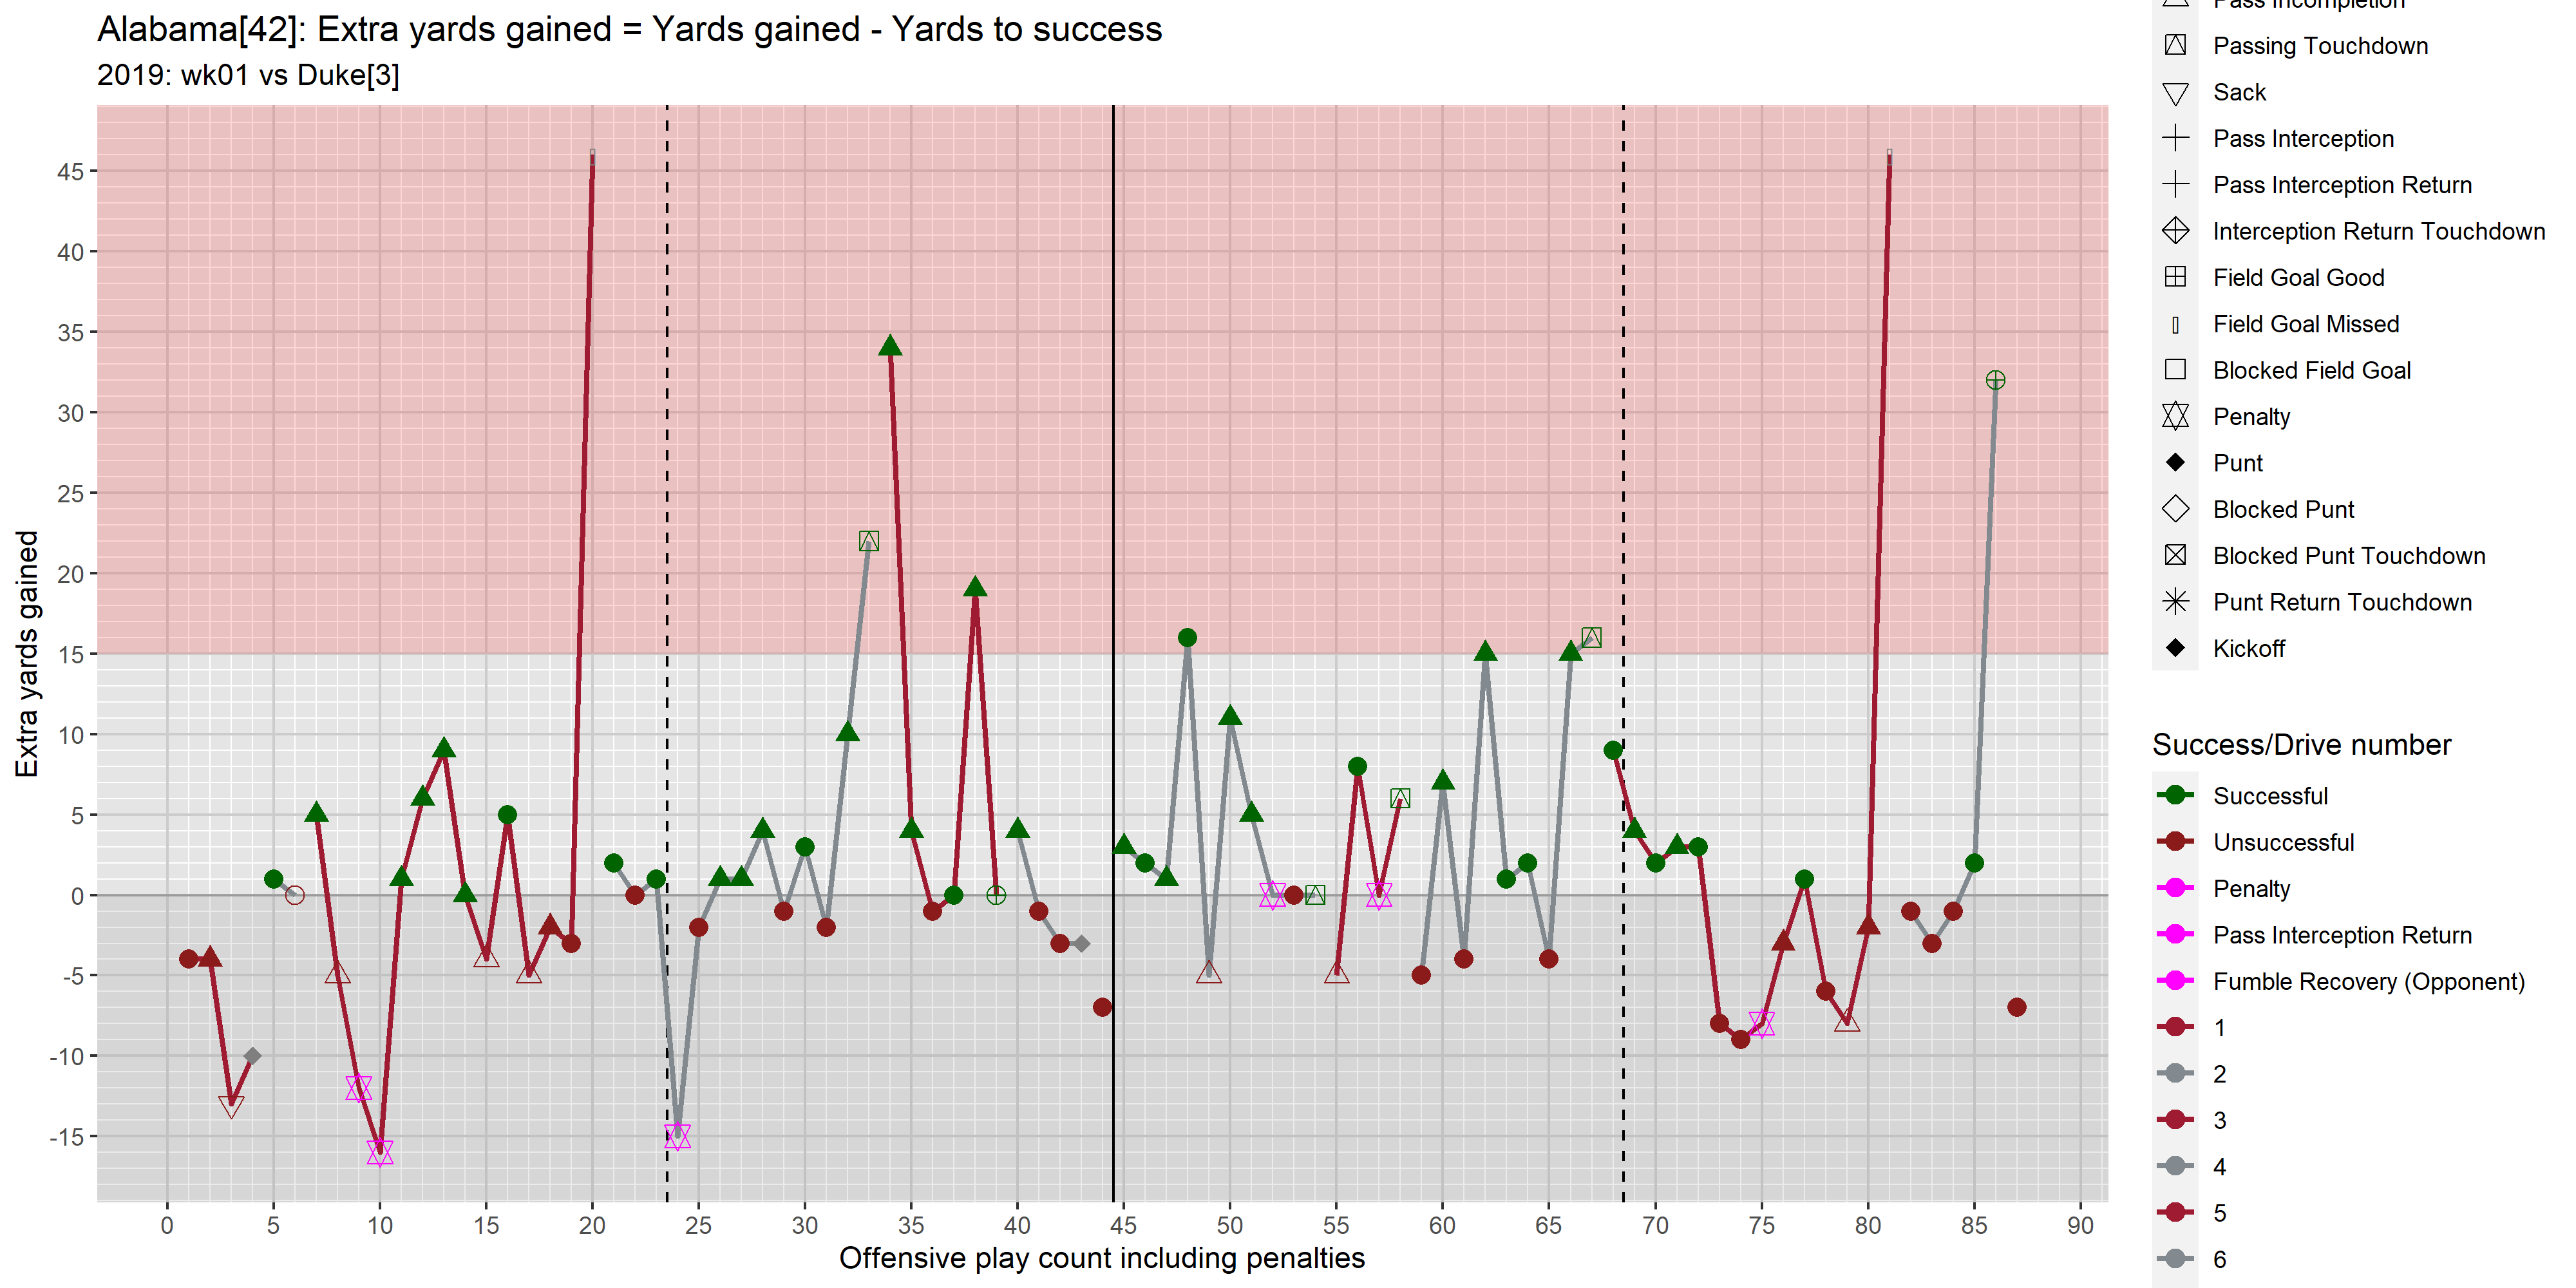 Alabama[42]: Extra yards gained = Yards gained - Yards to success
2019: wk01 vs Duke[3]
Extra yards gained
45
40
35
30
25
20
15
10
5
0
-5
-10
-15
0 5 10 15 20 25 30 35 40 45 50 55 60 65 70 75 80 85 90
Offensive play count including penalties
Pass Incompletion
Passing Touchdown
Sack
Pass Interception
Pass Interception Return
Interception Return Touchdown
Field Goal Good
Field Goal Missed
Blocked Field Goal
Penalty
Punt
Blocked Punt
Blocked Punt Touchdown
Punt Return Touchdown
Kickoff
Success/Drive number
Successful
Unsuccessful
Penalty
Pass Interception Return
Fumble Recovery (Opponent)
1
2
3
4
5
6